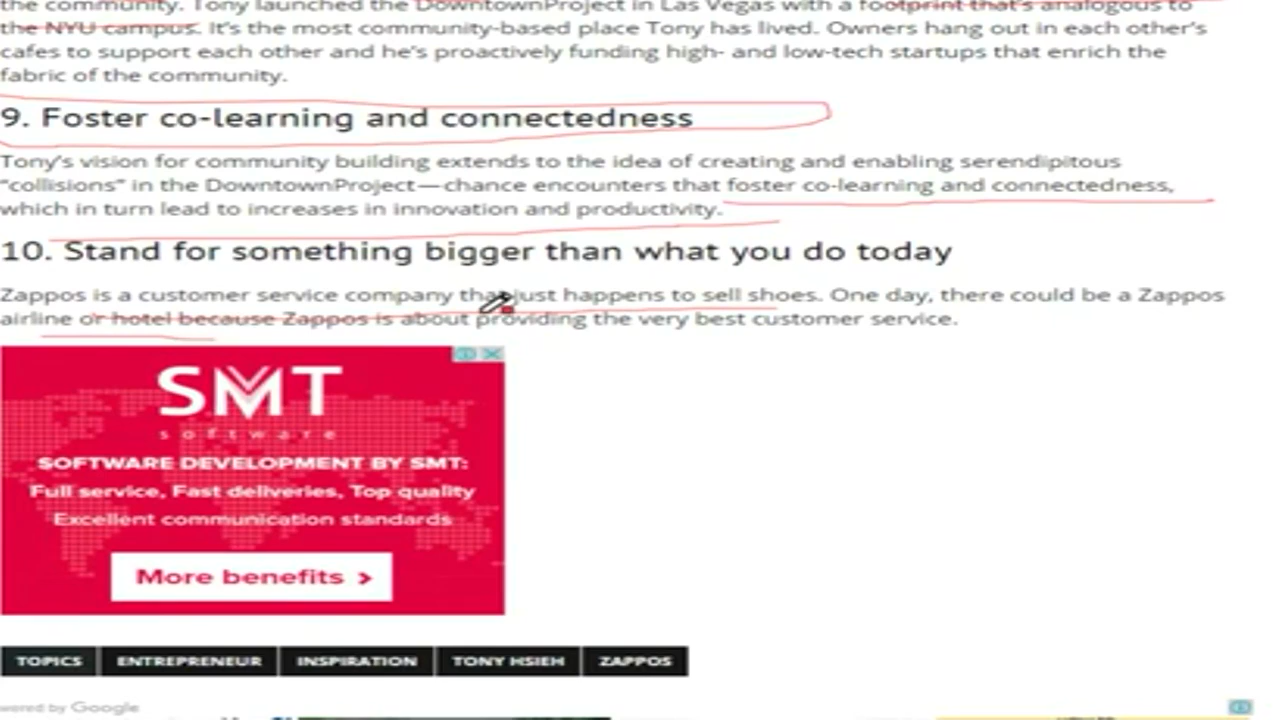 the community. Tony launched the DowntownProject in Las Vegas with a footprint that's analogous to
the NYU campus. It's the most community-based place Tony has lived. Owners hang out in each other's
cafes to support each other and he's proactively funding high- and low-tech startups that enrich the
fabric of the community.
9. Foster co-learning and connectedness
Tony's vision for community building extends to the idea of creating and enabling serendipitous
"collisions" in the DowntownProject—chance encounters that foster co-learning and connectedness,
which in turn lead to increases in innovation and productivity.
10. Stand for something bigger than what you do today
Zappos is a customer service company that just happens to sell shoes. One day, there could be a Zappos
airline or hotel because Zappos is about providing the very best customer service.
SMT
software
SOFTWARE DEVELOPMENT BY SMT:
Full service, Fast deliveries, Top quality
Excellent communication standards
More benefits >
TOPICS ENTREPRENEUR INSPIRATION TONY HSIEH ZAPPOS
wered by Google